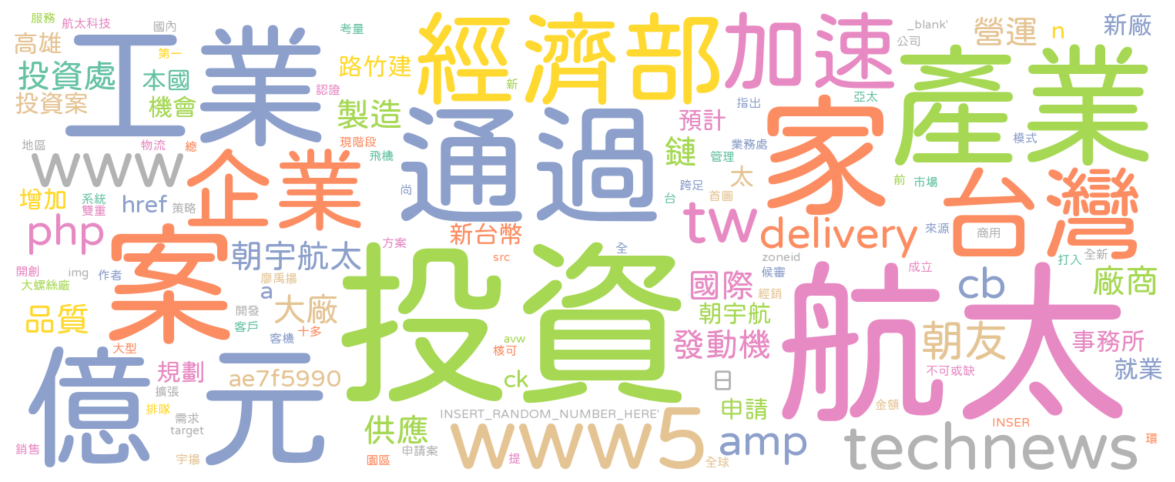 服務
航太科技
國內
高雄
第一
投資處
本國
投資案
機會
工業
考量
路竹建
認證
製造
現階段
飛機
經濟部
新
加速
_blank'
公司
營運
n
新廠
亞太
指出
預計
業務處
模式
鏈
管理
太
跨足
首圖
台
家
產業
前
市場
地區
物流
總
www
企業
通過
尚
增加
系統
雙重
href
策略
php
tw
delivery
台灣
來源
商用
新台幣
方案
src
全
zoneid
全新
打入
案
朝宇航太
開創
img
作者
大螺絲廠
廖禹揚
a
大廠
開發
客戶
十多
客機
品質
投資
國際
候審
成立
經銷
朝宇航
發動機
cb
廠商
航太
朝友
事務所
不可或缺
就業
大型
億元
規劃
擴張
ae7f5990
排隊
需求
target
銷售
宇揚
avw
核可
ck
日
申請
金額
INSERT_RANDOM_NUMBER_HERE'
供應
申請案
園區
www5
提
amp
全球
technews
INSER
環